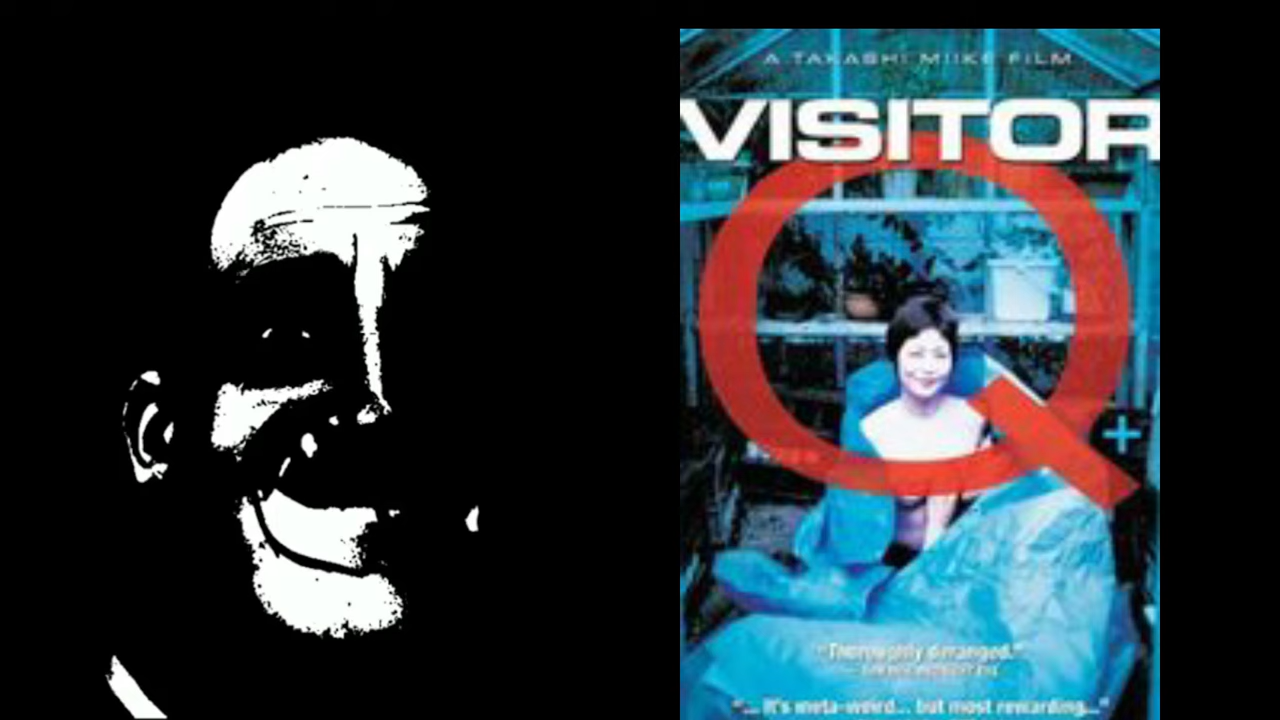 A TAKASHI MIIKE FILM
VISITOR
Q
"Thoroughly deranged."
"... it's meta-weird... but most rewarding..."